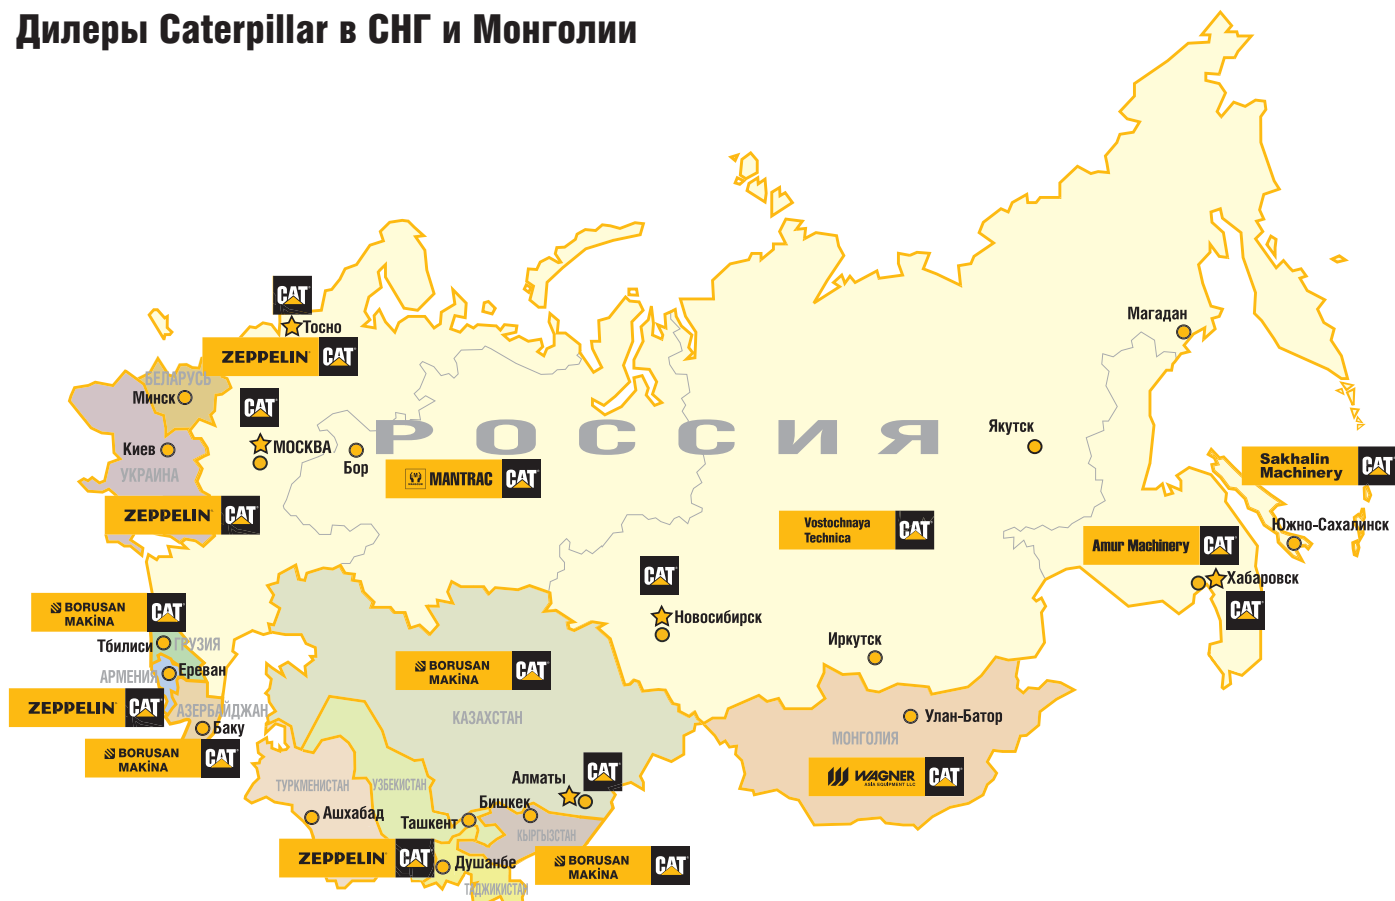 Дилеры Caterpillar в СНГ и Монголии
CAT
Тосно
ZEPPELIN CAT
Магадан
БЕЛАРУСЬ
Минск
CAT
МОСКВА
Киев
УКРАИНА
ZEPPELIN CAT
РОССИЯ
Бор
MANTRAC CAT
Якутск
Sakhalin
Machinery
CAT
Южно-Сахалинск
Vostochnaya
Technica
CAT
Amur Machinery CAT
Хабаровск
CAT
CAT
Новосибирск
Иркутск
BORUSAN
MAKİNA
CAT
Тбилиси
ГРУЗИЯ
АРМЕНИЯ
Ереван
ZEPPELIN CAT
АЗЕРБАЙДЖАН
Баку
BORUSAN
MAKİNA
CAT
BORUSAN
MAKİNA
CAT
КАЗАХСТАН
Улан-Батор
МОНГОЛИЯ
WAGNER
ASIA EQUIPMENT LLC
CAT
ТУРКМЕНИСТАН
УЗБЕКИСТАН
Алматы
CAT
Ашхабад
Ташкент
Бишкек
КЫРГЫЗСТАН
ZEPPELIN CAT
Душанбе
ТАДЖИКИСТАН
BORUSAN
MAKİNA
CAT